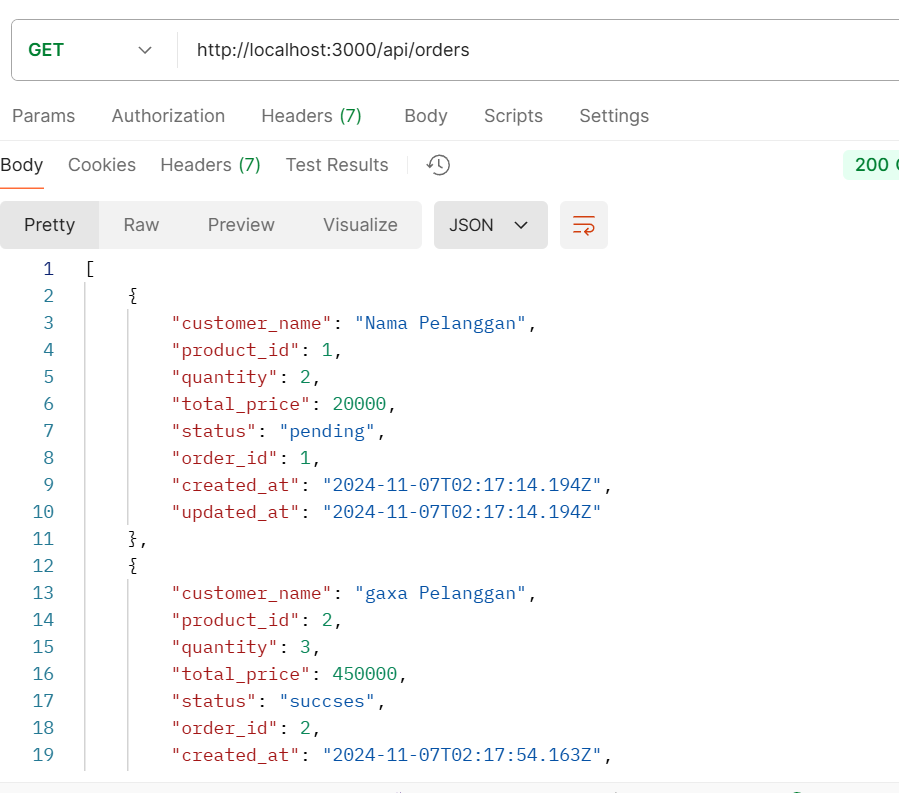 GET http://localhost:3000/api/orders
Params Authorization Headers (7) Body Scripts Settings
Body Cookies Headers (7) Test Results 200
Pretty Raw Preview Visualize JSON
1 [
2 {
3 "customer_name": "Nama Pelanggan",
4 "product_id": 1,
5 "quantity": 2,
6 "total_price": 20000,
7 "status": "pending",
8 "order_id": 1,
9 "created_at": "2024-11-07T02:17:14.194Z",
10 "updated_at": "2024-11-07T02:17:14.194Z"
11 },
12 {
13 "customer_name": "gaxa Pelanggan",
14 "product_id": 2,
15 "quantity": 3,
16 "total_price": 450000,
17 "status": "succses",
18 "order_id": 2,
19 "created_at": "2024-11-07T02:17:54.163Z",